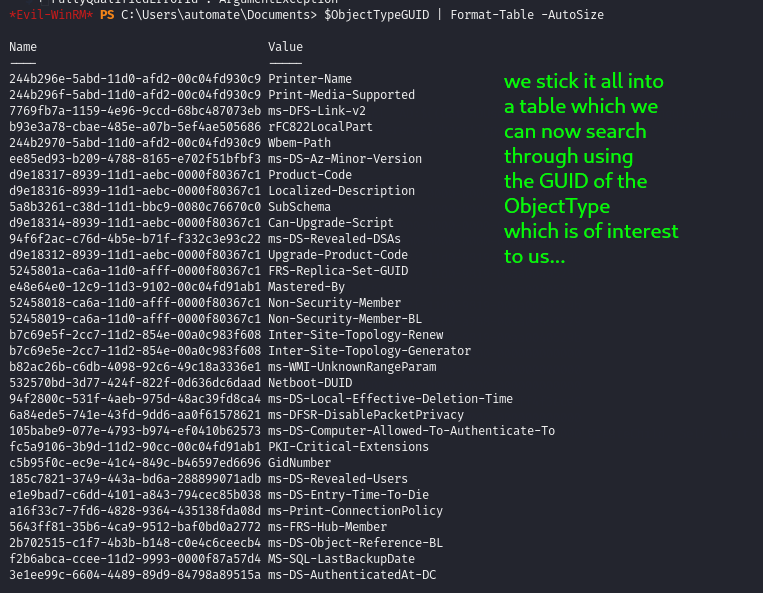 *Evil-WinRM* PS C:\Users\automate\Documents> $ObjectTypeGUID | Format-Table -AutoSize
Name Value
---- -----
244b296e-5abd-11d0-afd2-00c04fd930c9 Printer-Name
244b296f-5abd-11d0-afd2-00c04fd930c9 Print-Media-Supported
7769fb7a-1159-4e96-9ccd-68bc487073eb ms-DFS-Link-v2
b93e3a78-cbae-485e-a07b-5ef4ae505686 rFC822LocalPart
244b2970-5abd-11d0-afd2-00c04fd930c9 Wbem-Path
ee85ed93-b209-4788-8165-e702f51bfbf3 ms-DS-Az-Minor-Version
d9e18317-8939-11d1-aebc-0000f80367c1 Product-Code
d9e18316-8939-11d1-aebc-0000f80367c1 Localized-Description
5a8b3261-c38d-11d1-bbc9-0080c76670c0 SubSchema
d9e18314-8939-11d1-aebc-0000f80367c1 Can-Upgrade-Script
94f6f2ac-c76d-4b5e-b71f-f332c3e93c22 ms-DS-Revealed-DSAs
d9e18312-8939-11d1-aebc-0000f80367c1 Upgrade-Product-Code
5245801a-ca6a-11d0-afff-0000f80367c1 FRS-Replica-Set-GUID
e48e64e0-12c9-11d3-9102-00c04fd91ab1 Mastered-By
52458018-ca6a-11d0-afff-0000f80367c1 Non-Security-Member
52458019-ca6a-11d0-afff-0000f80367c1 Non-Security-Member-BL
b7c69e5f-2cc7-11d2-854e-00a0c983f608 Inter-Site-Topology-Renew
b7c69e5e-2cc7-11d2-854e-00a0c983f608 Inter-Site-Topology-Generator
b82ac26b-c6db-4098-92c6-49c18a3336e1 ms-WMI-UnknownRangeParam
532570bd-3d77-424f-822f-0d636dc6daad Netboot-DUID
94f2800c-531f-4aeb-975d-48ac39fd8ca4 ms-DS-Local-Effective-Deletion-Time
6a84ede5-741e-43fd-9dd6-aa0f61578621 ms-DFSR-DisablePacketPrivacy
105babe9-077e-4793-b974-ef0410b62573 ms-DS-Computer-Allowed-To-Authenticate-To
fc5a9106-3b9d-11d2-90cc-00c04fd91ab1 PKI-Critical-Extensions
c5b95f0c-ec9e-41c4-849c-b46597ed6696 GidNumber
185c7821-3749-443a-bd6a-288899071adb ms-DS-Revealed-Users
e1e9bad7-c6dd-4101-a843-794cec85b038 ms-DS-Entry-Time-To-Die
a16f33c7-7fd6-4828-9364-435138fda08d ms-Print-ConnectionPolicy
5643ff81-35b6-4ca9-9512-baf0bd0a2772 ms-FRS-Hub-Member
2b702515-c1f7-4b3b-b148-c0e4c6ceecb4 ms-DS-Object-Reference-BL
f2b6abca-ccee-11d2-9993-0000f87a57d4 MS-SQL-LastBackupDate
3e1ee99c-6604-4489-89d9-84798a89515a ms-DS-AuthenticatedAt-DC
we stick it all into
a table which we
can now search
through using
the GUID of the
ObjectType
which is of interest
to us...